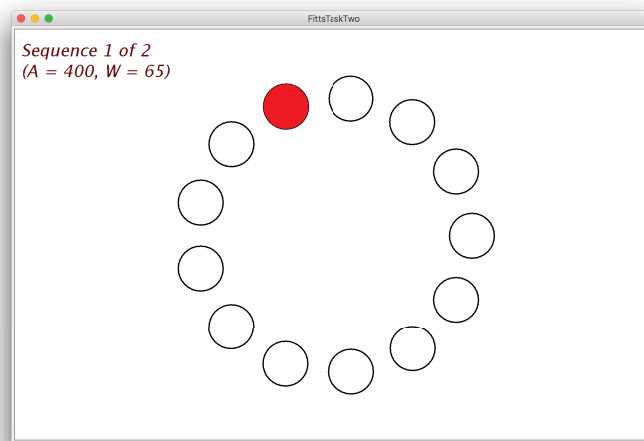 FittsTaskTwo
Sequence 1 of 2
(A = 400, W = 65)